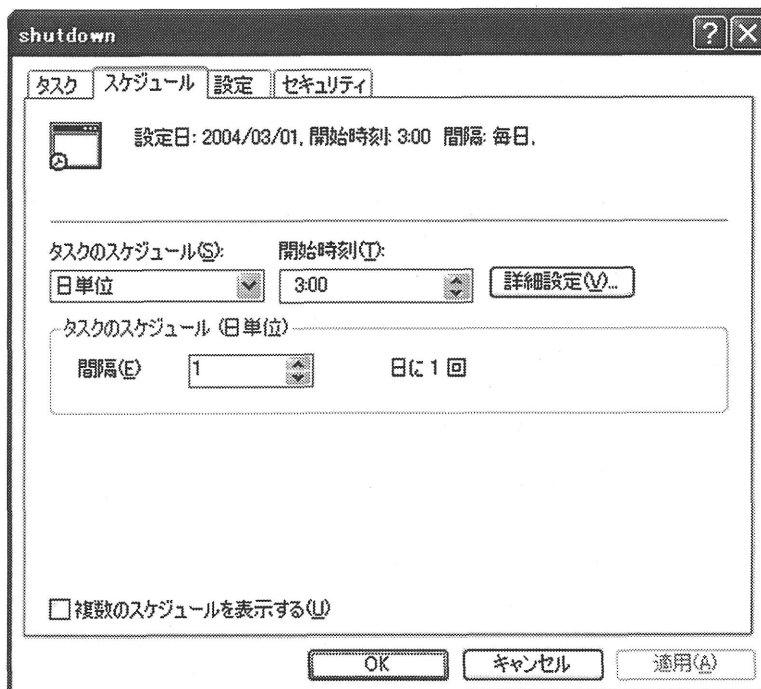 shutdown
タスク スケジュール 設定 セキュリティ
設定日: 2004/03/01, 開始時刻: 3:00 間隔: 毎日,
タスクのスケジュール(S): 開始時刻(T):
日単位 3:00 詳細設定(V)...
タスクのスケジュール (日単位)
間隔(E) 1 日に 1 回
複数のスケジュールを表示する(U)
OK キャンセル 適用(A)